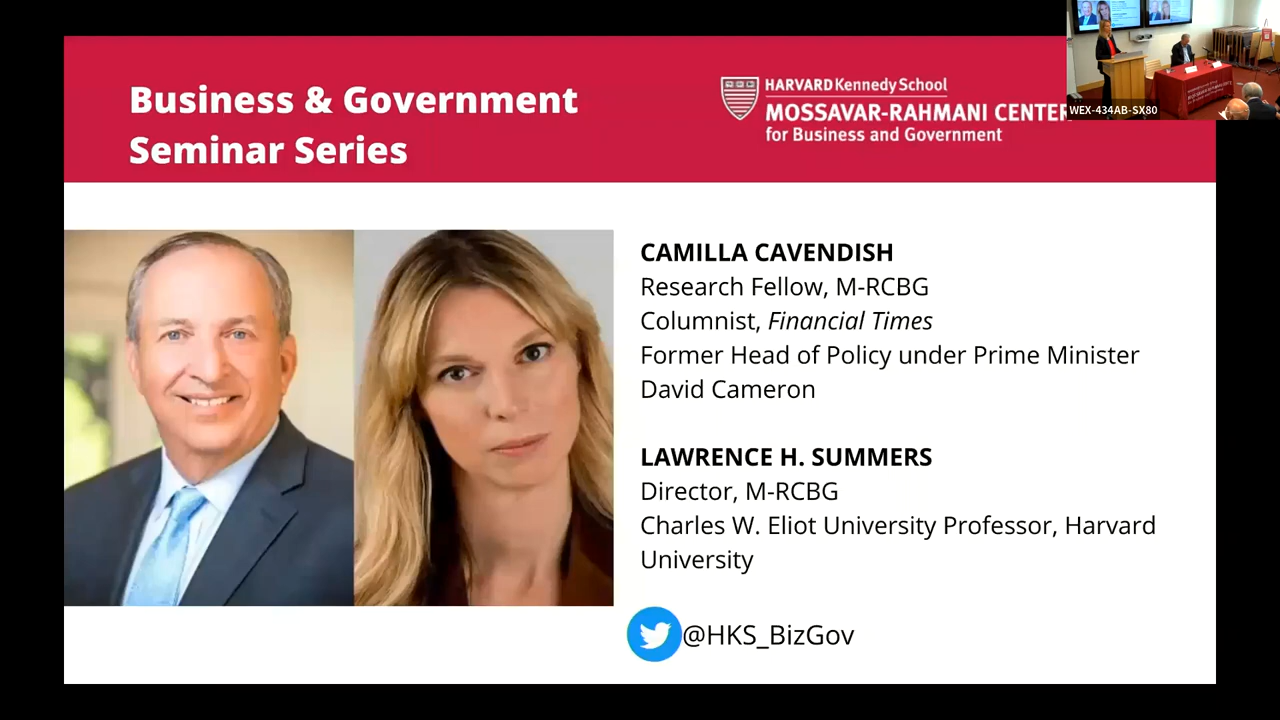 Business & Government
Seminar Series
HARVARD Kennedy School
MOSSAVAR-RAHMANI CENTER
for Business and Government
WEX-434AB-SX80
CAMILLA CAVENDISH
Research Fellow, M-RCBG
Columnist, Financial Times
Former Head of Policy under Prime Minister
David Cameron
LAWRENCE H. SUMMERS
Director, M-RCBG
Charles W. Eliot University Professor, Harvard
University
@HKS_BizGov